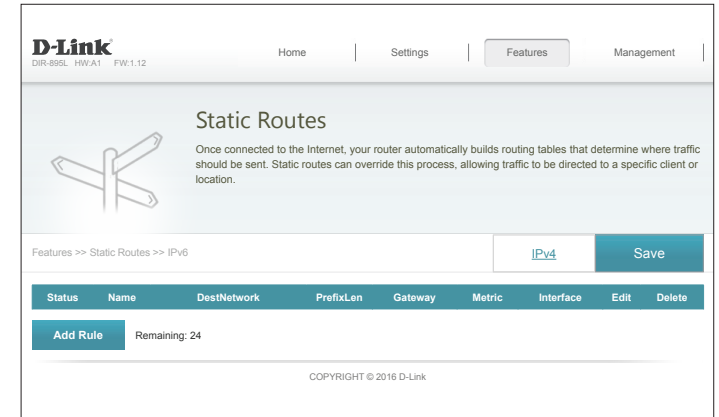 D-Link
DIR-895L HW:A1 FW:1.12
Home
Settings
Features
Management
Static Routes
Once connected to the Internet, your router automatically builds routing tables that determine where traffic
should be sent. Static routes can override this process, allowing traffic to be directed to a specific client or
location.
Features >> Static Routes >> IPv6
IPv4
Save
Status Name DestNetwork PrefixLen Gateway Metric Interface Edit Delete
Add Rule
Remaining: 24
COPYRIGHT © 2016 D-Link